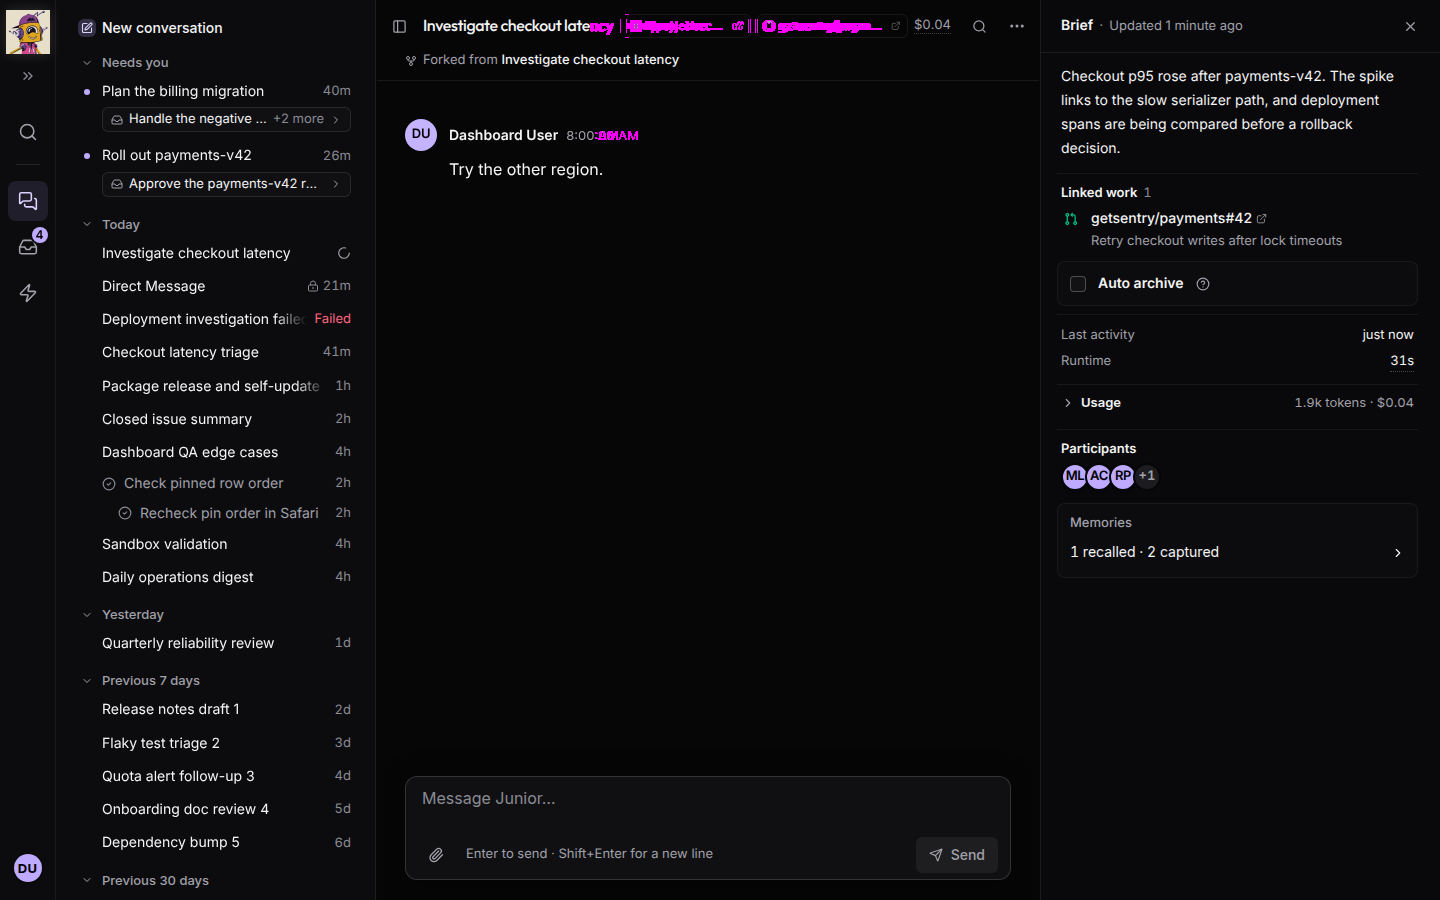 New conversation
Needs you
Plan the billing migration 40m
Handle the negative ... +2 more
Roll out payments-v42 26m
Approve the payments-v42 r...
Today
Investigate checkout latency
Direct Message 21m
Deployment investigation failed Failed
Checkout latency triage 41m
Package release and self-update 1h
Closed issue summary 2h
Dashboard QA edge cases 4h
Check pinned row order 2h
Recheck pin order in Safari 2h
Sandbox validation 4h
Daily operations digest 4h
Yesterday
Quarterly reliability review 1d
Previous 7 days
Release notes draft 1 2d
Flaky test triage 2 3d
Quota alert follow-up 3 4d
Onboarding doc review 4 5d
Dependency bump 5 6d
Previous 30 days
4
DU
Investigate checkout latency
$0.04
Forked from Investigate checkout latency
DU
Dashboard User 8:00
Try the other region.
Message Junior...
Enter to send · Shift+Enter for a new line
Send
Brief · Updated 1 minute ago
Checkout p95 rose after payments-v42. The spike
links to the slow serializer path, and deployment
spans are being compared before a rollback
decision.
Linked work 1
getsentry/payments#42
Retry checkout writes after lock timeouts
Auto archive
Last activity just now
Runtime 31s
Usage 1.9k tokens · $0.04
Participants
ML AC RP +1
Memories
1 recalled · 2 captured